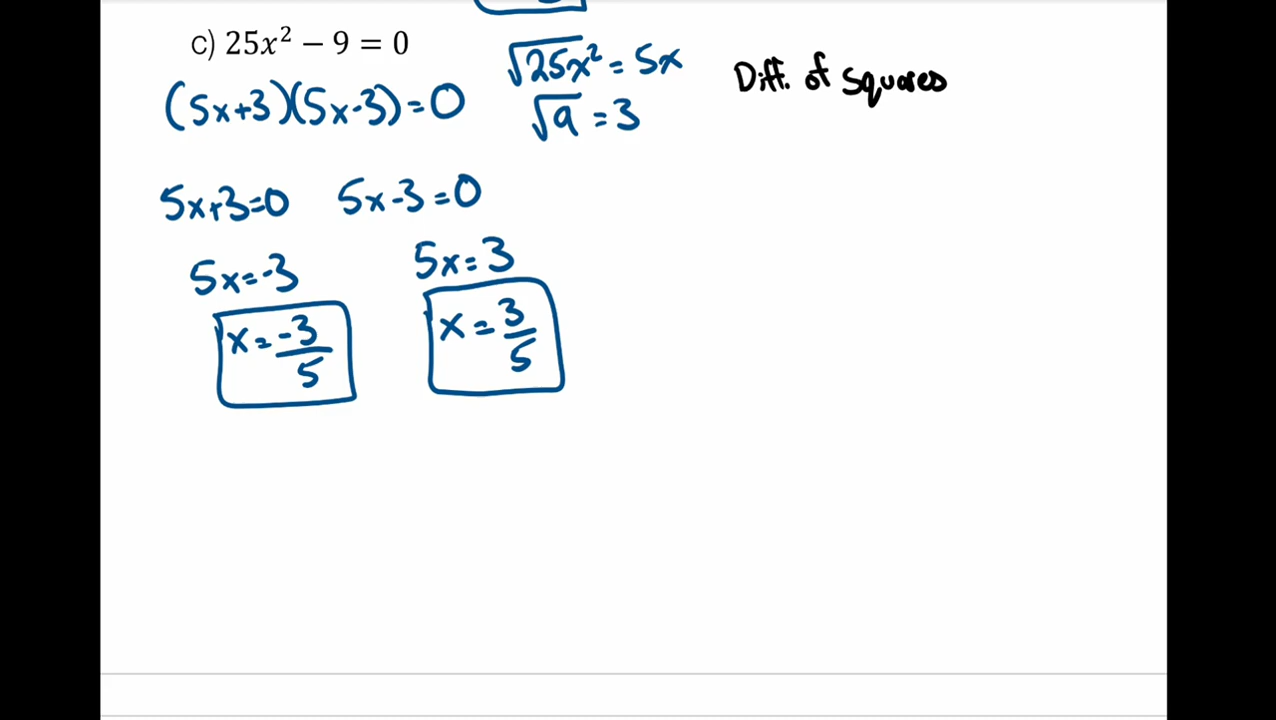 c) 25x² − 9 = 0
(5x+3)(5x-3)=0
√25x² = 5x
√9 = 3
Diff. of Squares
5x+3=0 5x-3=0
5x=-3 5x=3
x=-3/5 x=3/5